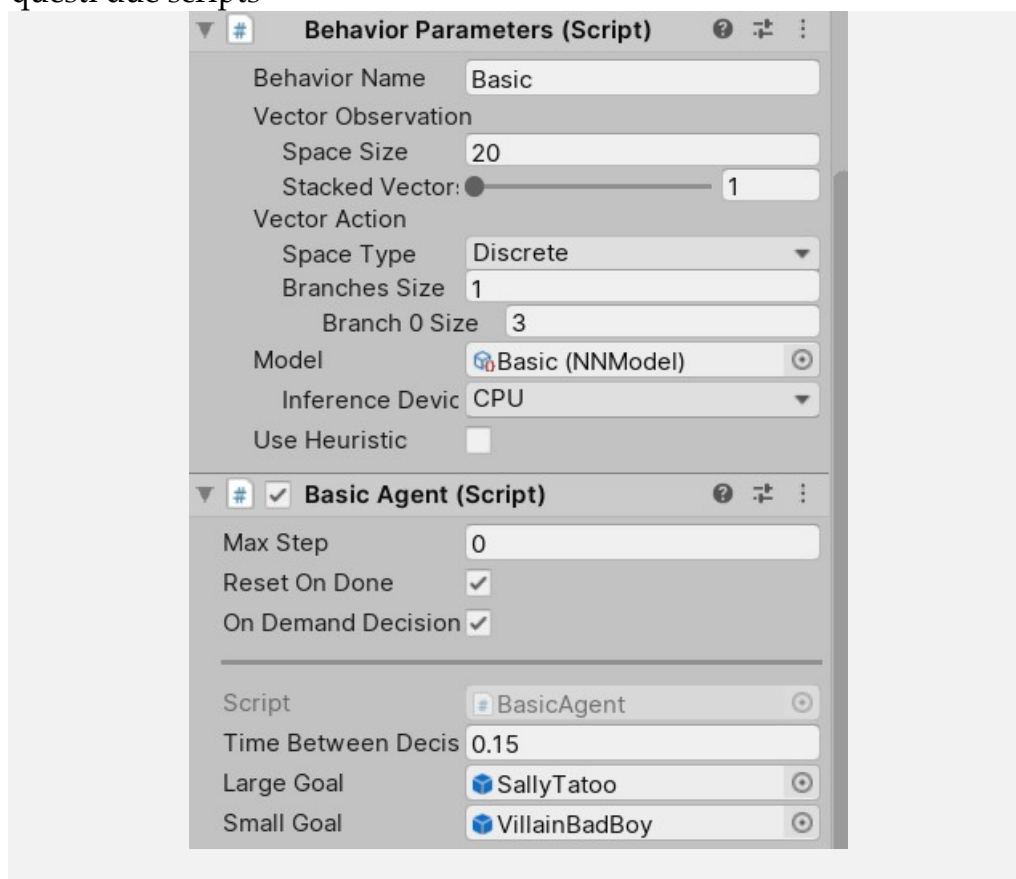 questi due scripts
Behavior Parameters (Script)
Behavior Name Basic
Vector Observation
Space Size 20
Stacked Vector 1
Vector Action
Space Type Discrete
Branches Size 1
Branch 0 Size 3
Model Basic (NNModel)
Inference Devic CPU
Use Heuristic
Basic Agent (Script)
Max Step 0
Reset On Done
On Demand Decision
Script BasicAgent
Time Between Decis 0.15
Large Goal SallyTatoo
Small Goal VillainBadBoy